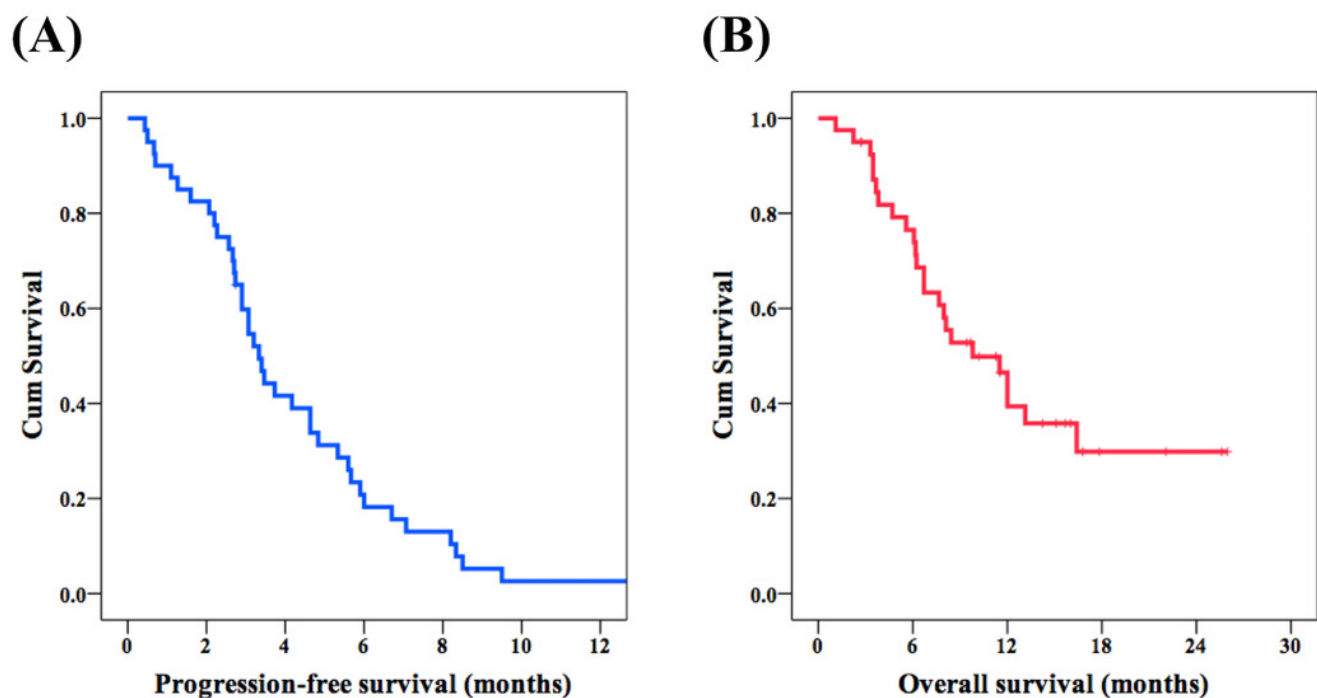 (A)
(B)
Cum Survival
1.0
0.8
0.6
0.4
0.2
0.0
0 2 4 6 8 10 12
Progression-free survival (months)
Cum Survival
1.0
0.8
0.6
0.4
0.2
0.0
0 6 12 18 24 30
Overall survival (months)